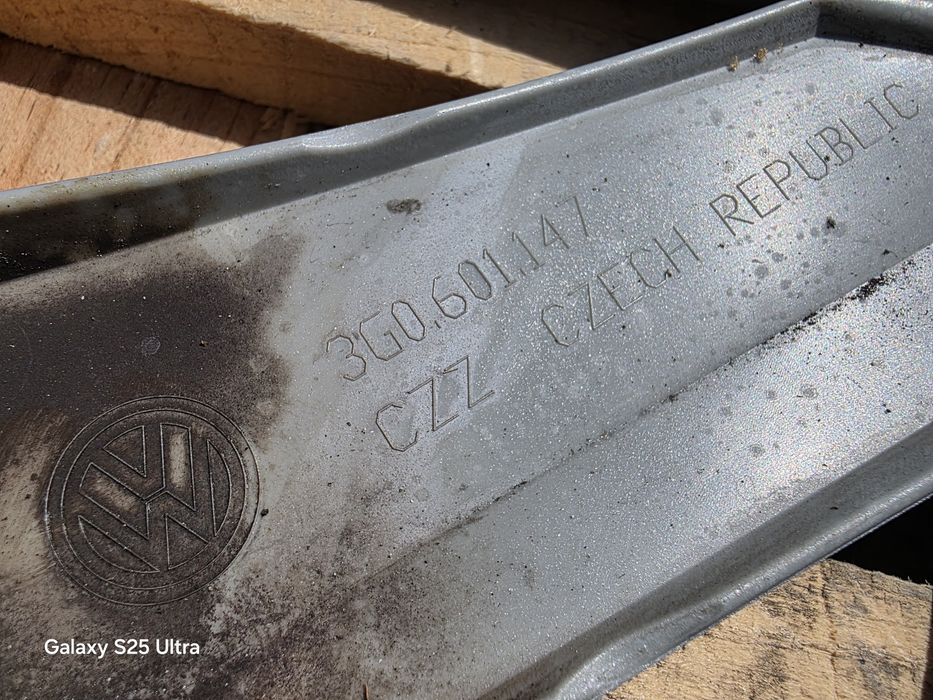 3G0.601.147
CZZ CZECH REPUBLIC
Galaxy S25 Ultra